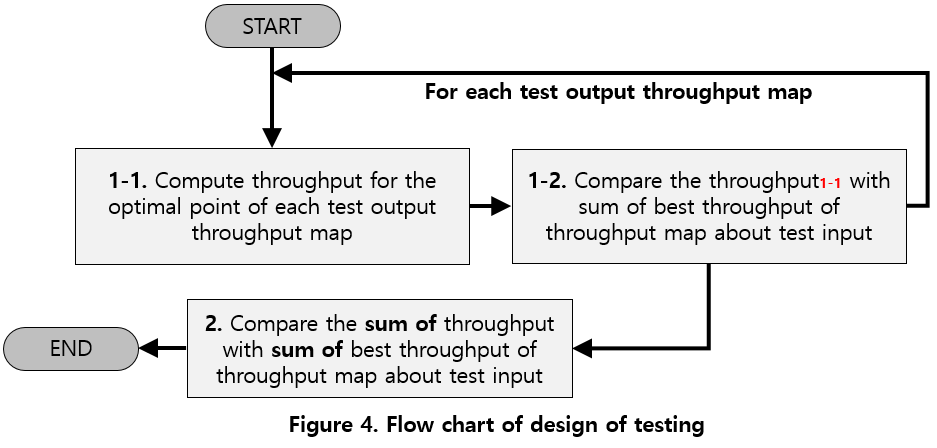 START
For each test output throughput map
1-1. Compute throughput for the
optimal point of each test output
throughput map
1-2. Compare the throughput1-1 with
sum of best throughput of
throughput map about test input
2. Compare the sum of throughput
with sum of best throughput of
throughput map about test input
END
Figure 4. Flow chart of design of testing